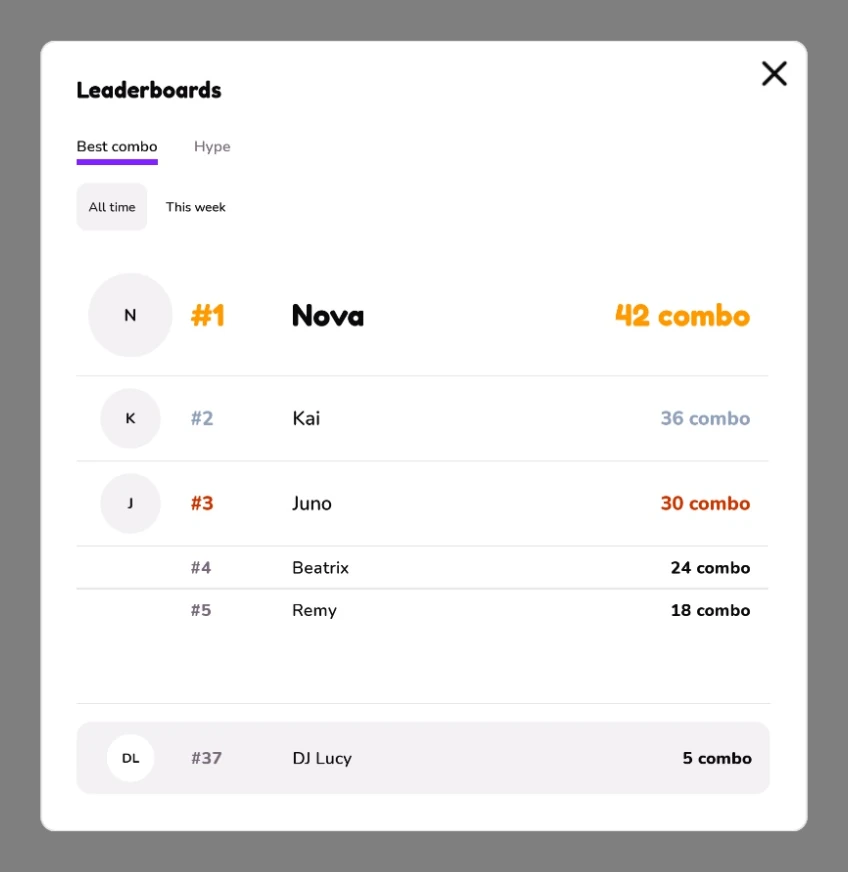 Leaderboards
Best combo Hype
All time This week
N #1 Nova 42 combo
K #2 Kai 36 combo
J #3 Juno 30 combo
#4 Beatrix 24 combo
#5 Remy 18 combo
DL #37 DJ Lucy 5 combo